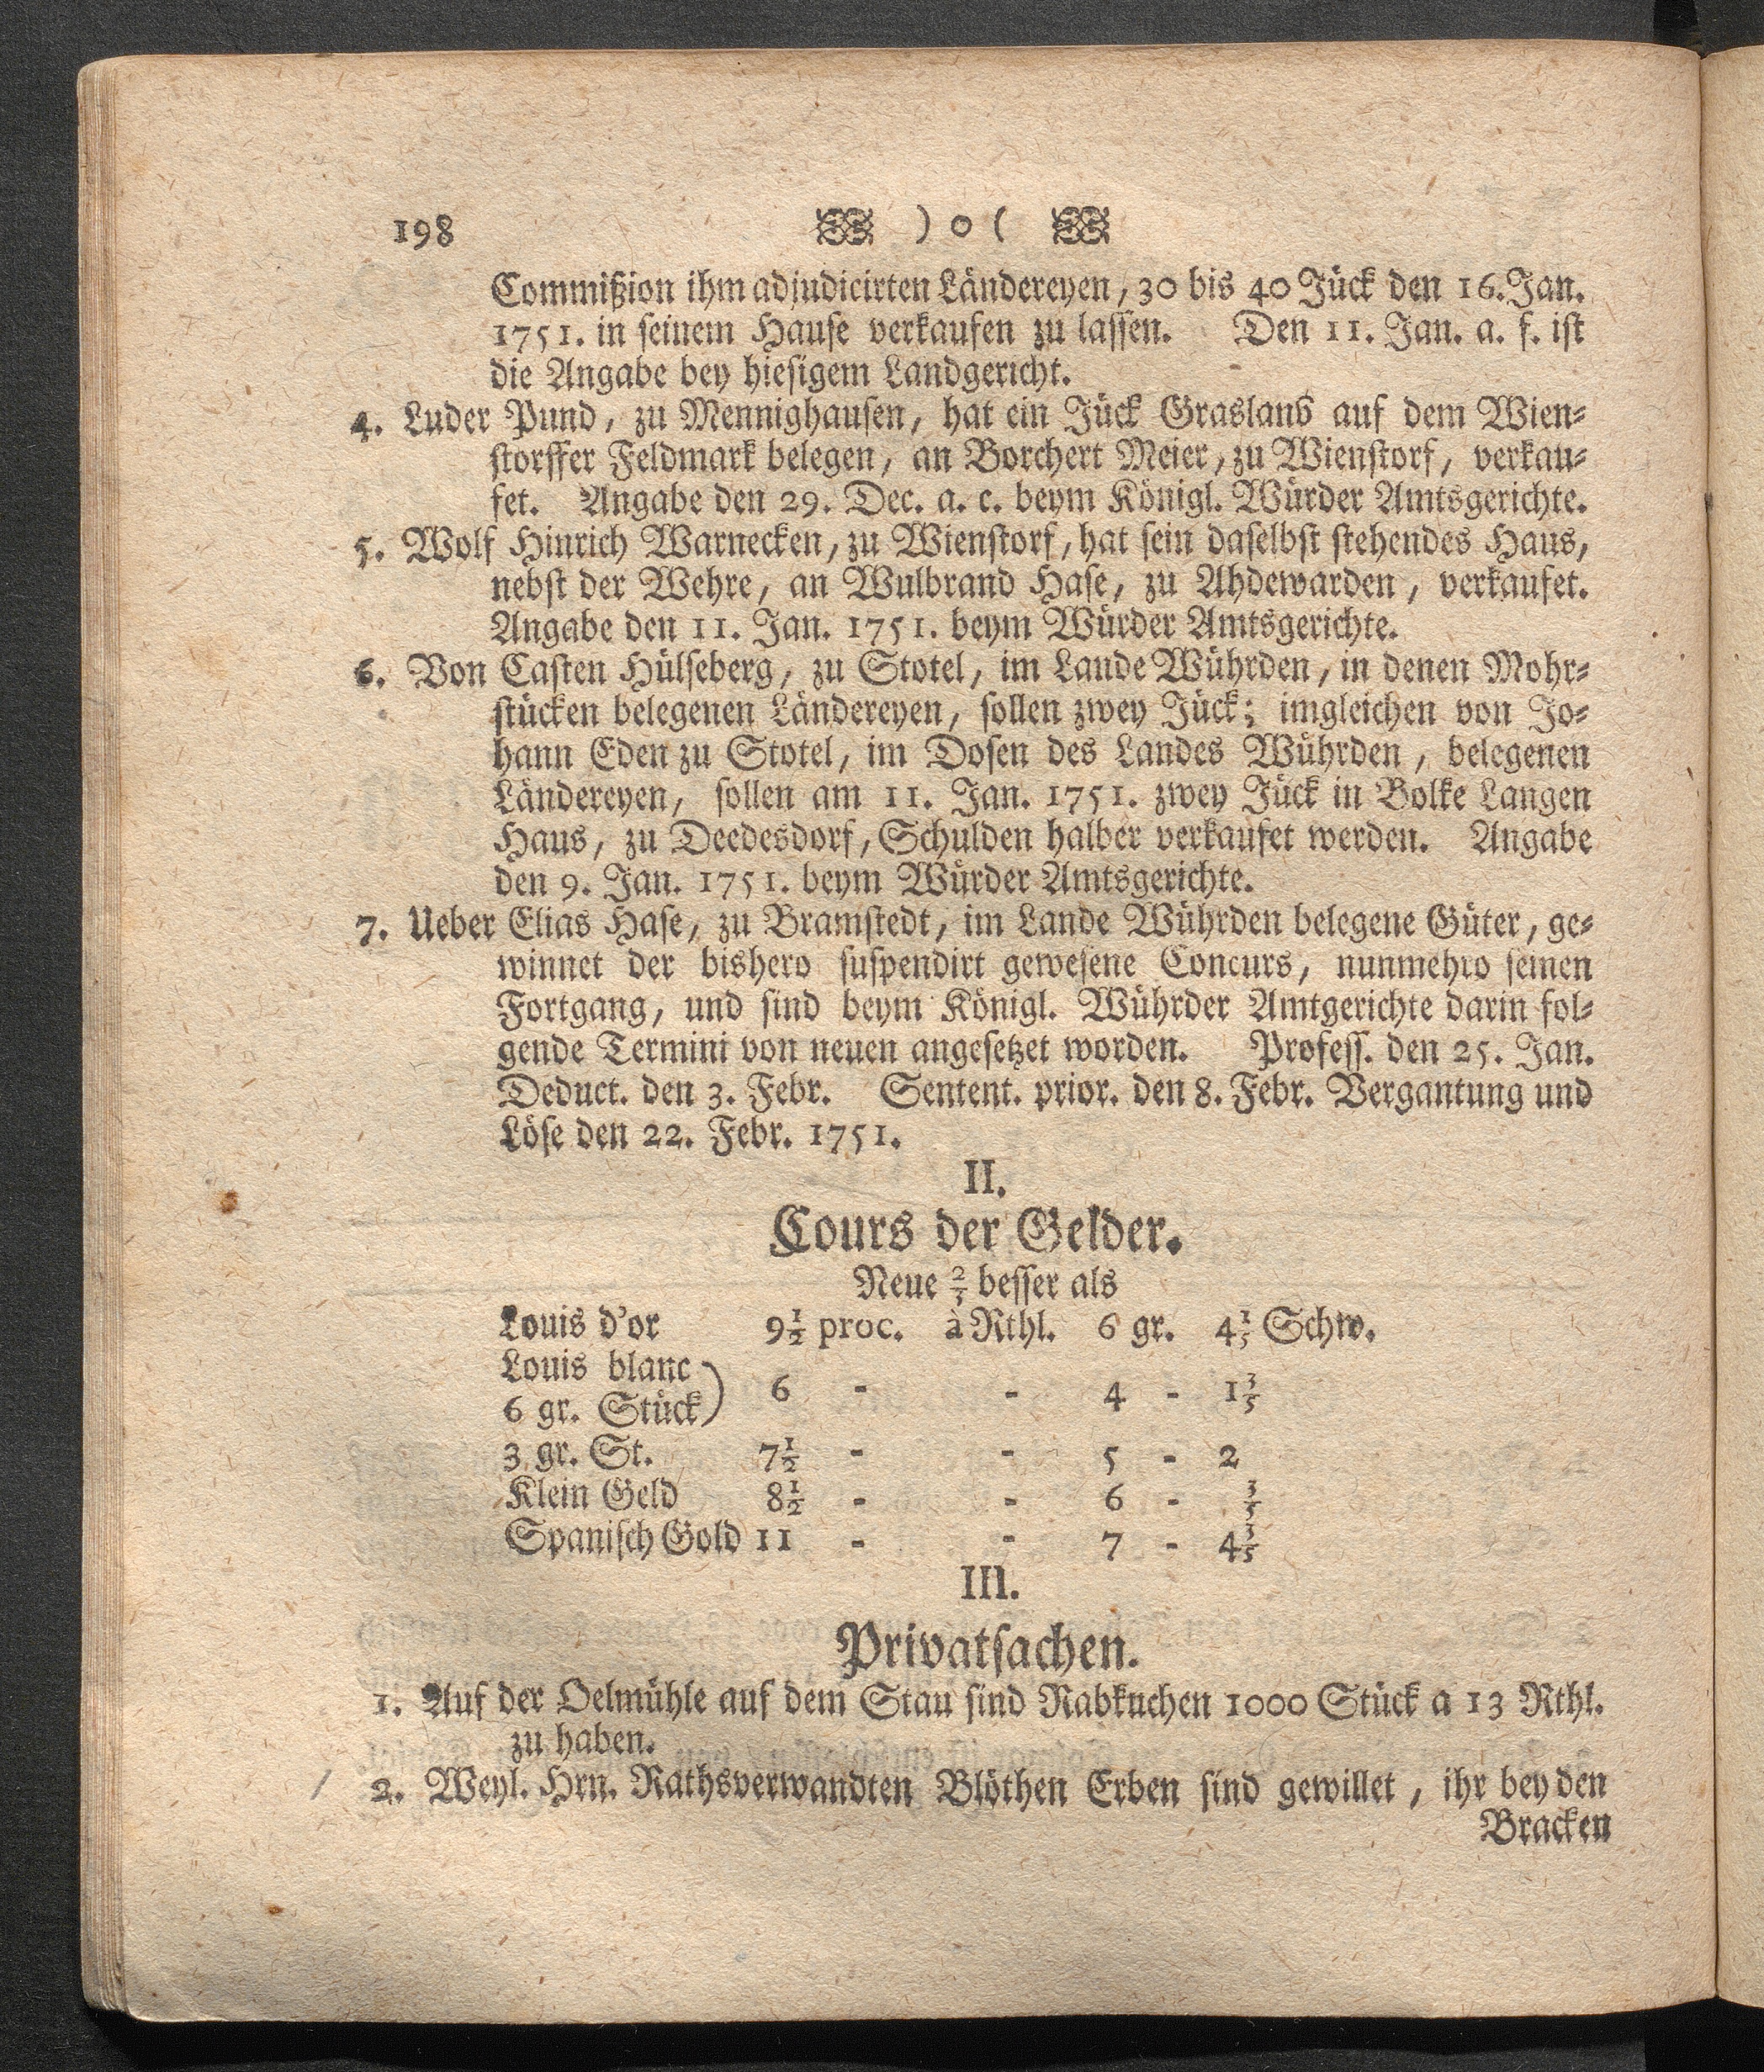 198 ) o (
Commißion ihm adjudicirten Ländereyen, 30 bis 40 Jück den 16. Jan.
1751. in seinem Hause verkaufen zu lassen. Den 11. Jan. a. f. ist
die Angabe bey hiesigem Landgericht.
4. Luder Pund, zu Mennighausen, hat ein Jück Grasland auf dem Wien-
storffer Feldmark belegen, an Borchert Meier, zu Wienstorf, verkau-
fet. Angabe den 29. Dec. a. c. beym Königl. Würder Amtsgerichte.
5. Wolf Hinrich Warnecken, zu Wienstorf, hat sein daselbst stehendes Haus,
nebst der Wehre, an Wulbrand Hase, zu Ahdewarden, verkaufet.
Angabe den 11. Jan. 1751. beym Würder Amtsgerichte.
6. Von Casten Hülseberg, zu Stotel, im Lande Wührden, in denen Mohr-
stücken belegenen Ländereyen, sollen zwey Jück; imgleichen von Jo-
hann Eden zu Stotel, im Dosen des Landes Wührden, belegenen
Ländereyen, sollen am 11. Jan. 1751. zwey Jück in Bolke Langen
Haus, zu Deedesdorf, Schulden halber verkaufet werden. Angabe
den 9. Jan. 1751. beym Würder Amtsgerichte.
7. Ueber Elias Hase, zu Bramstedt, im Lande Wührden belegene Güter, ge-
winnet der bishero suspendirt gewesene Concurs, nunmehro seinen
Fortgang, und sind beym Königl. Wührder Amtgerichte darin fol-
gende Termini von neuen angesetzet worden. Profess. den 25. Jan.
Deduct. den 3. Febr. Sentent. prior. den 8. Febr. Vergantung und
Löse den 22. Febr. 1751.
II.
Cours der Gelder.
Neue 2/3 besser als
Louis d'or 9 1/2 proc. à Rthl. 6 gr. 4 1/5 Schw.
Louis blanc
6 gr. Stück) 6 - - 4 - 1 3/5
3 gr. St. 7 1/2 - - 5 - 2
Klein Geld 8 1/2 - - 6 - 3/5
Spanisch Gold 11 - - 7 - 4 3/5
III.
Privatsachen.
1. Auf der Oelmühle auf dem Stau sind Rabkuchen 1000 Stück a 13 Rthl.
zu haben.
2. Weyl. Hrn. Rathsverwandten Blöthen Erben sind gewillet, ihr bey den
Bracken